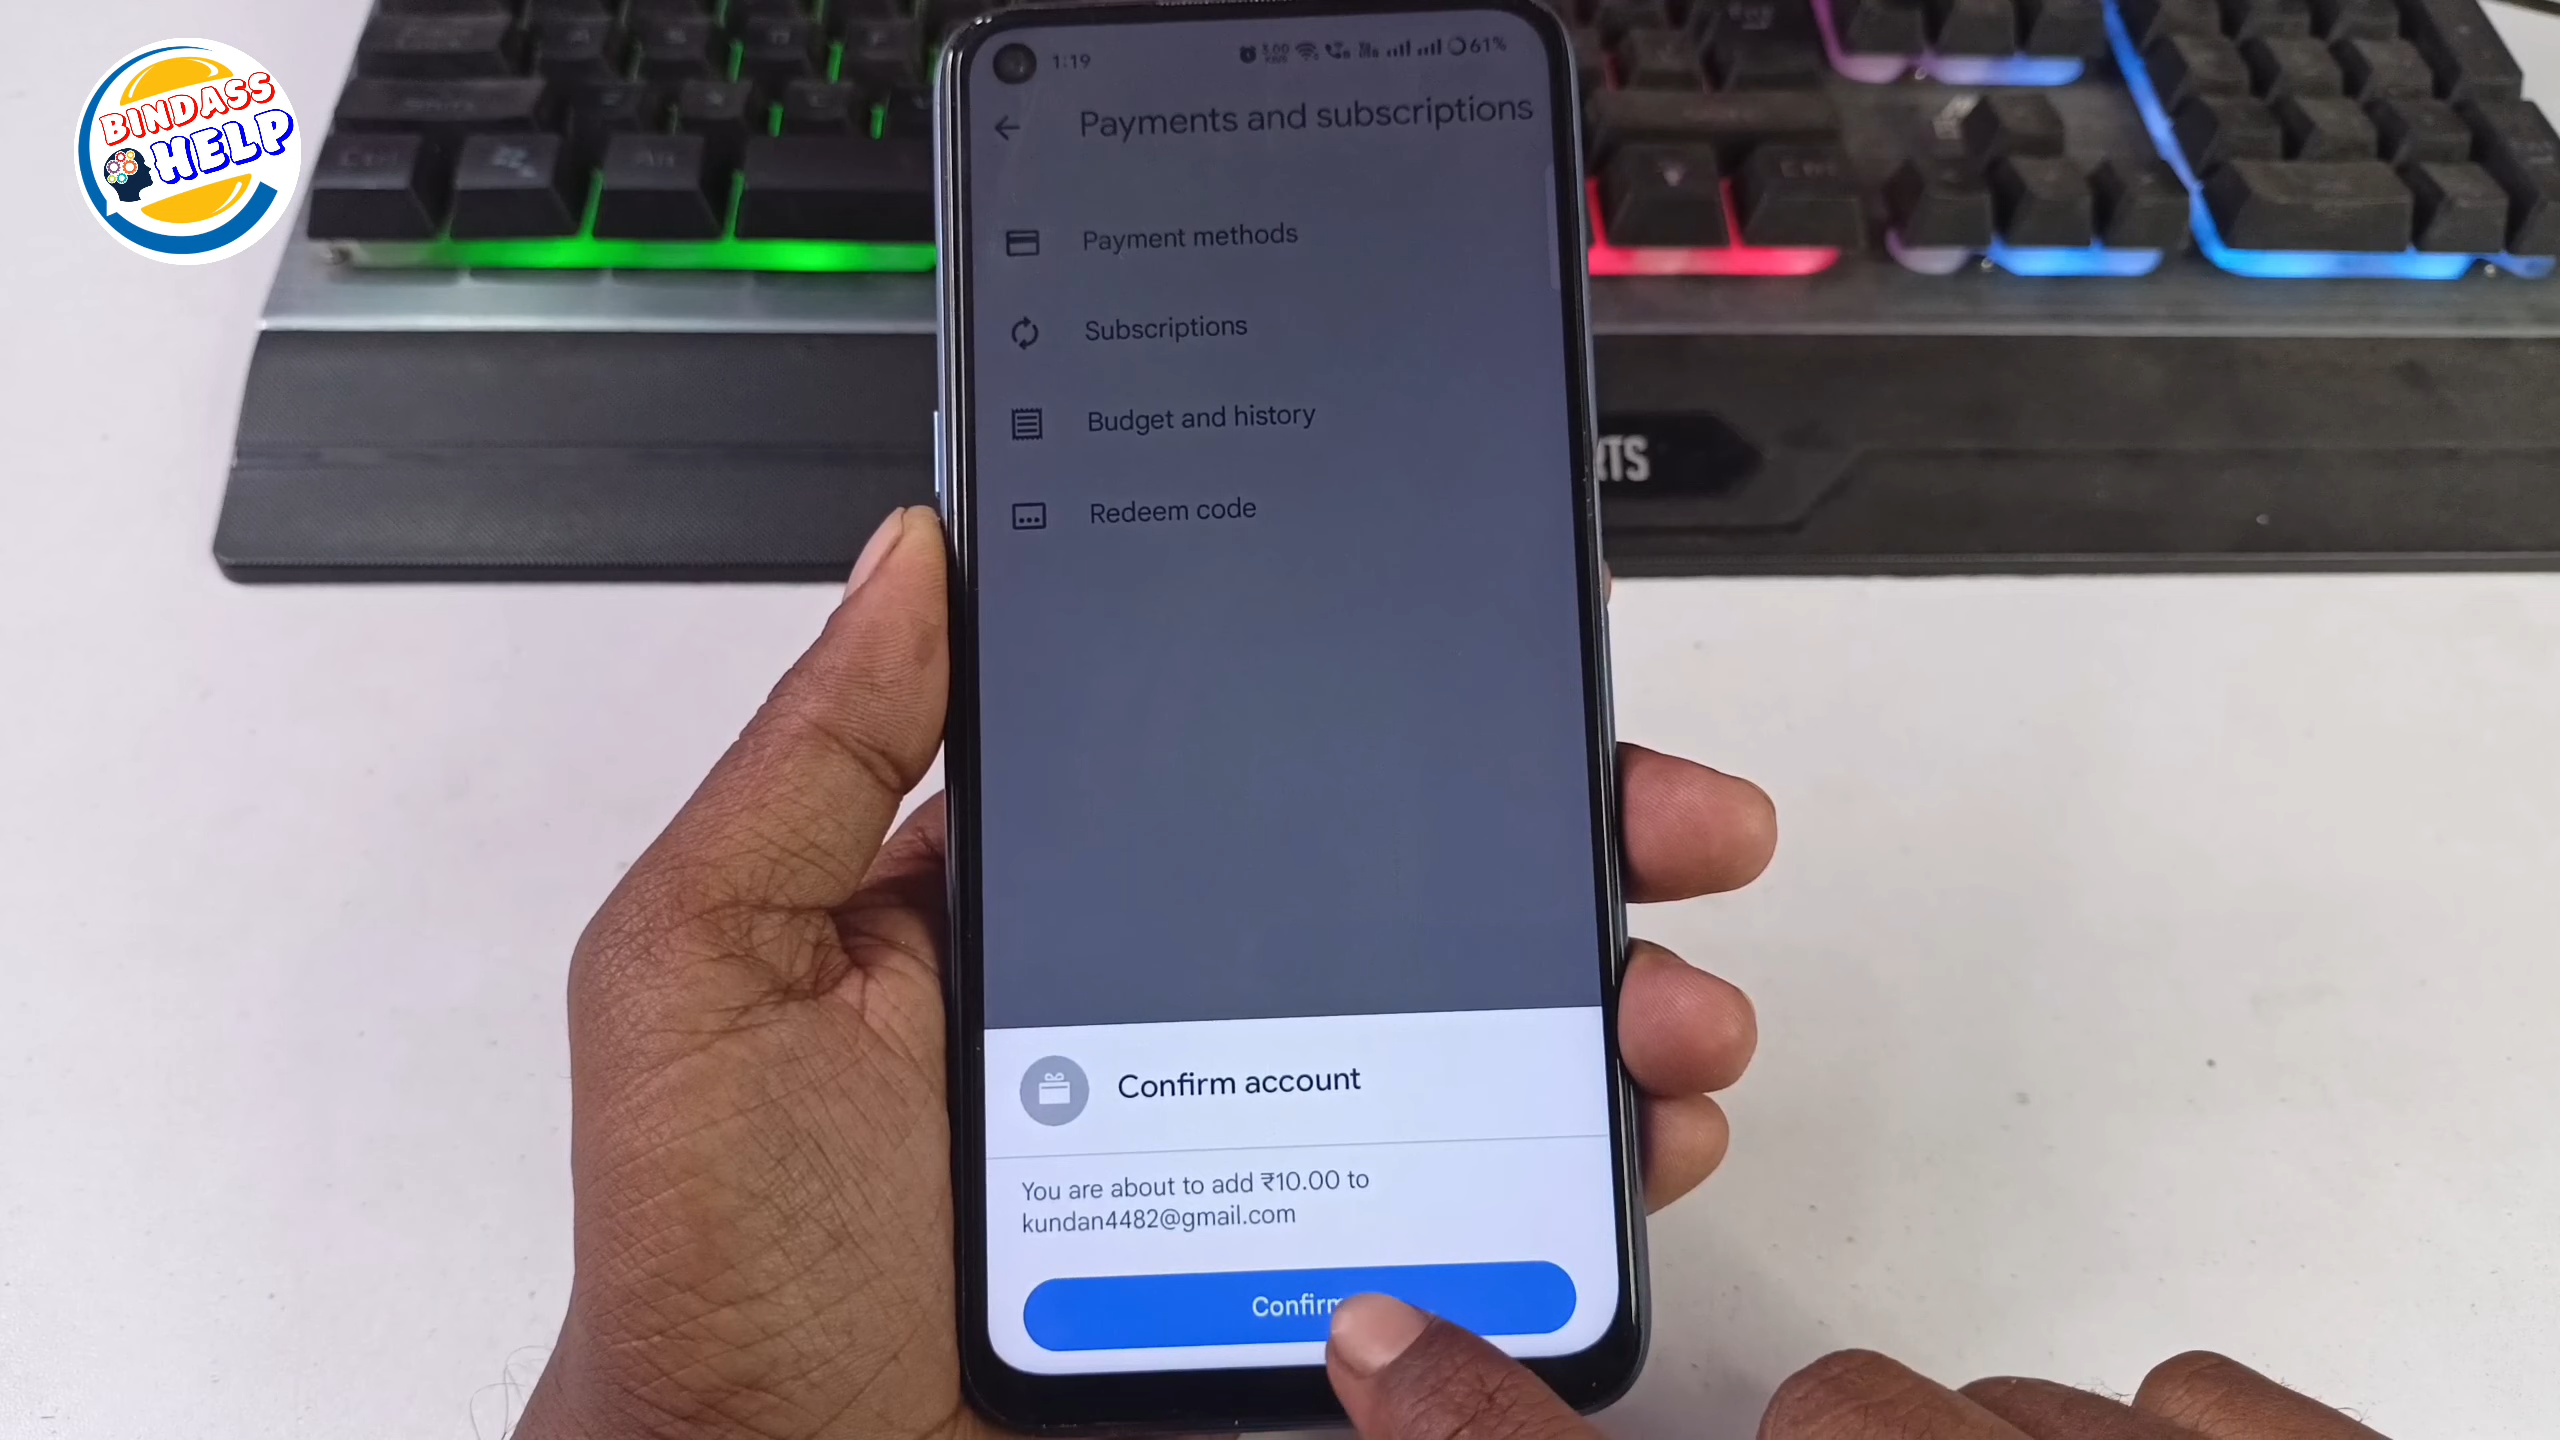 BINDASS
HELP
1:19
61%
Payments and subscriptions
Payment methods
Subscriptions
Budget and history
Redeem code
RTS
Confirm account
You are about to add ₹10.00 to
kundan4482@gmail.com
Confirm